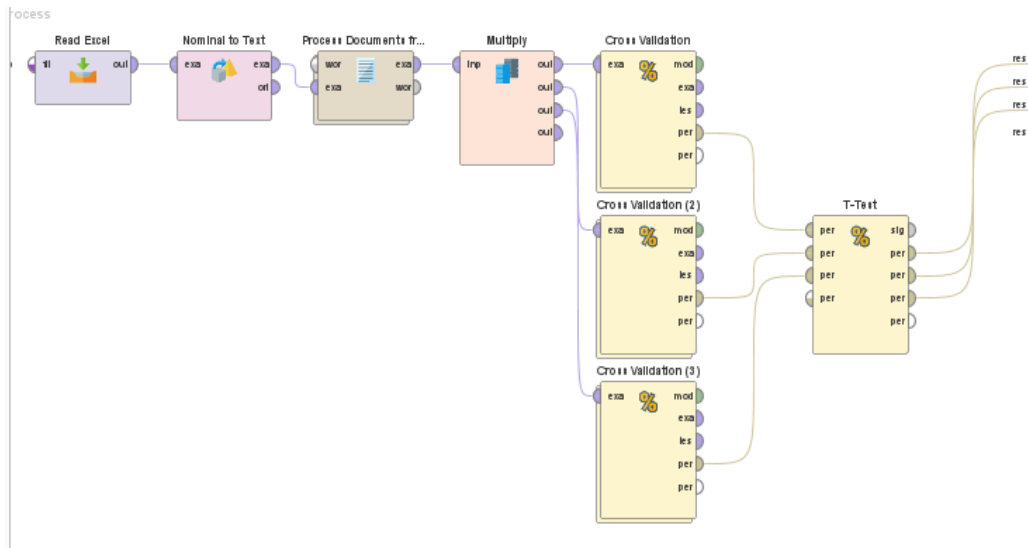 rocess
Read Excel
fil
out
Nominal to Text
exa
exa
ori
Process Documents fr...
wor
exa
exa
wor
Multiply
inp
out
out
out
out
Cross Validation
exa
mod
exa
tes
per
per
Cross Validation (2)
exa
mod
exa
tes
per
per
Cross Validation (3)
exa
mod
exa
tes
per
per
T-Test
per
per
per
per
sig
per
per
per
per
res
res
res
res